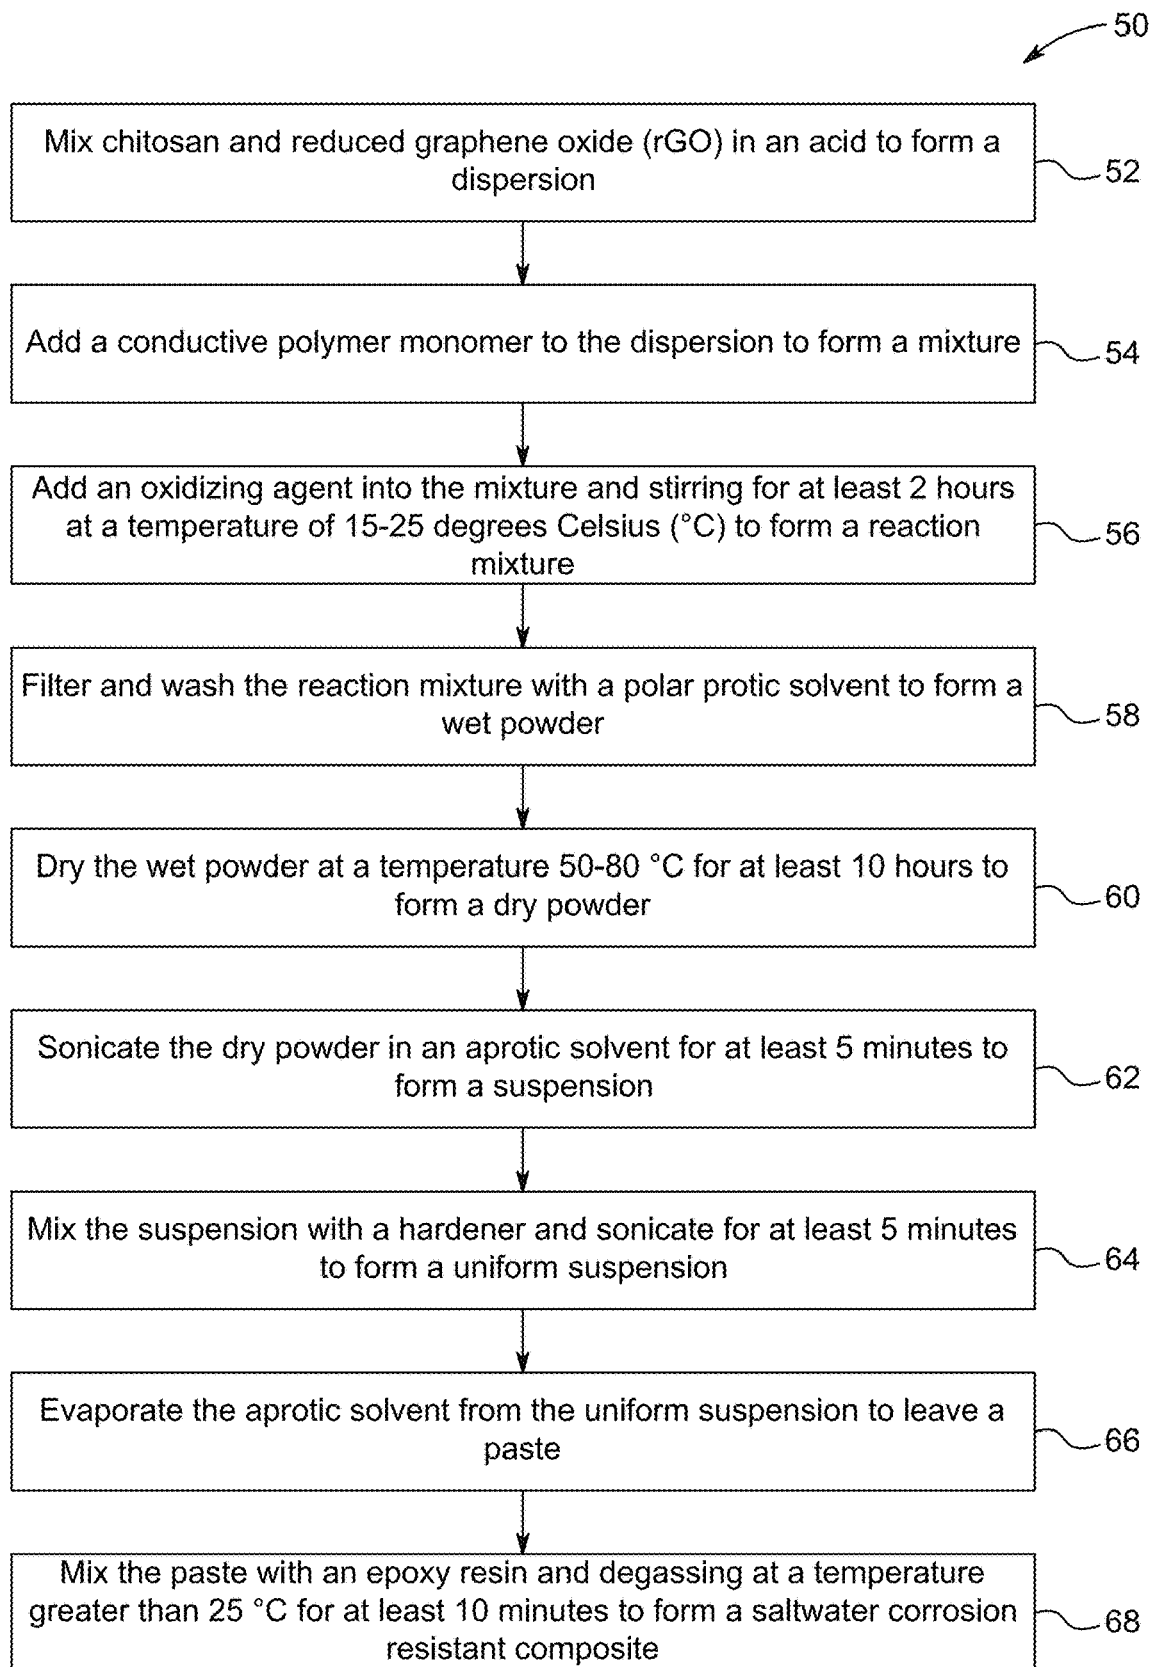 50
Mix chitosan and reduced graphene oxide (rGO) in an acid to form a
dispersion
52
Add a conductive polymer monomer to the dispersion to form a mixture
54
Add an oxidizing agent into the mixture and stirring for at least 2 hours
at a temperature of 15-25 degrees Celsius (°C) to form a reaction
mixture
56
Filter and wash the reaction mixture with a polar protic solvent to form a
wet powder
58
Dry the wet powder at a temperature 50-80 °C for at least 10 hours to
form a dry powder
60
Sonicate the dry powder in an aprotic solvent for at least 5 minutes to
form a suspension
62
Mix the suspension with a hardener and sonicate for at least 5 minutes
to form a uniform suspension
64
Evaporate the aprotic solvent from the uniform suspension to leave a
paste
66
Mix the paste with an epoxy resin and degassing at a temperature
greater than 25 °C for at least 10 minutes to form a saltwater corrosion
resistant composite
68